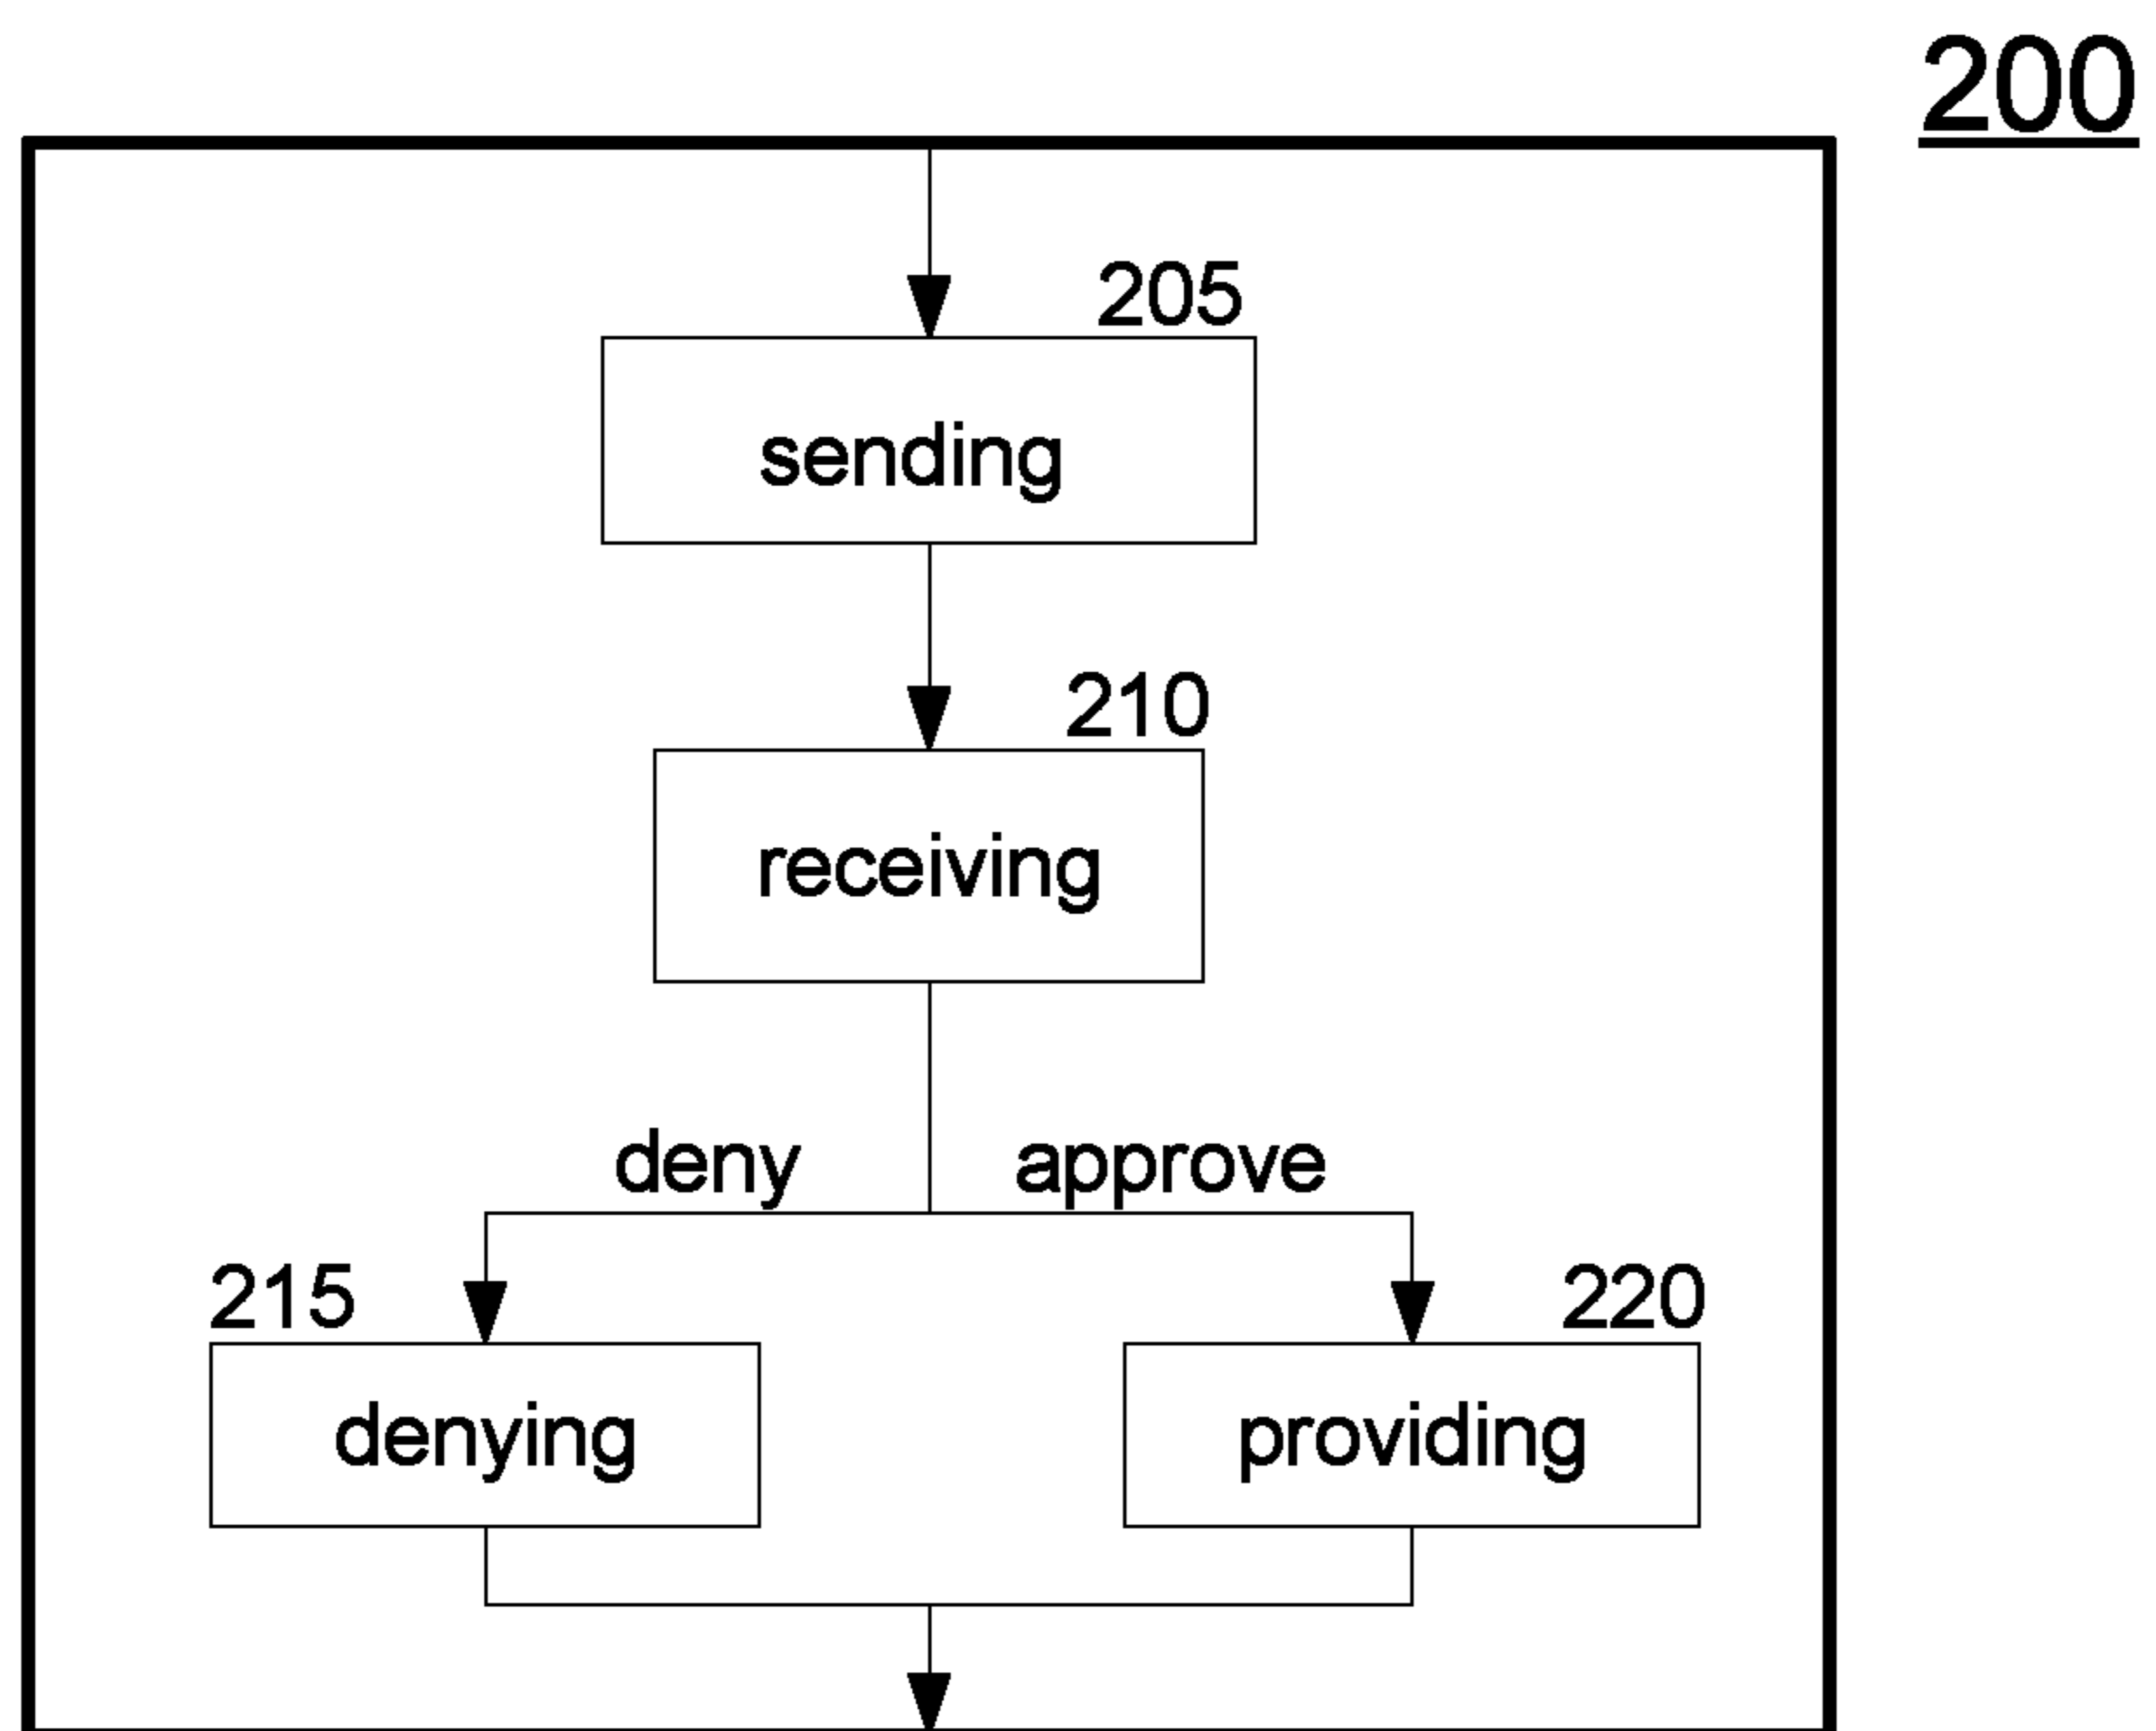 200
205
sending
210
receiving
deny approve
215 220
denying providing